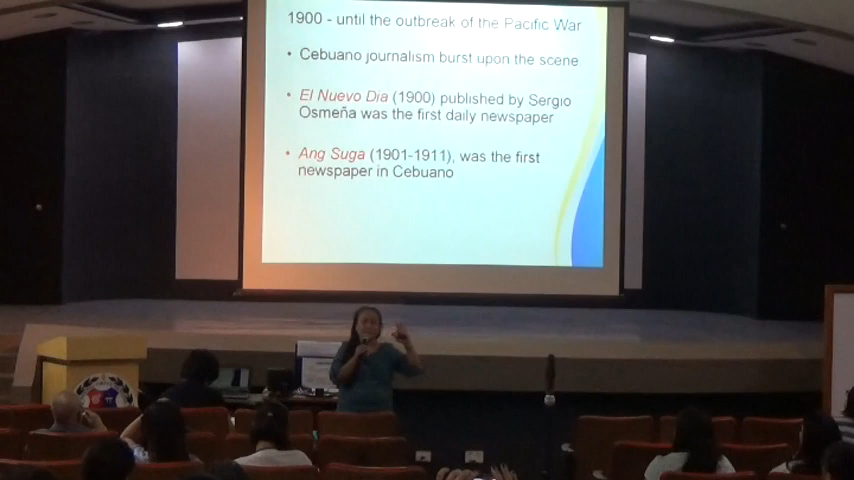 1900 - until the outbreak of the Pacific War
• Cebuano journalism burst upon the scene
• El Nuevo Dia (1900) published by Sergio
Osmeña was the first daily newspaper
• Ang Suga (1901-1911), was the first
newspaper in Cebuano